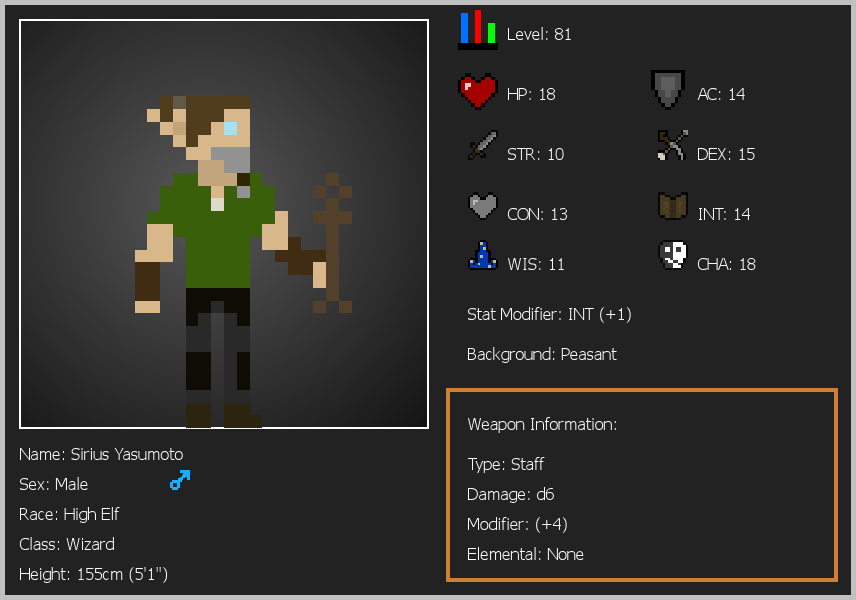 Level: 81
HP: 18
AC: 14
STR: 10
DEX: 15
CON: 13
INT: 14
WIS: 11
CHA: 18
Stat Modifier: INT (+1)
Background: Peasant
Weapon Information:
Type: Staff
Damage: d6
Modifier: (+4)
Elemental: None
Name: Sirius Yasumoto
Sex: Male
Race: High Elf
Class: Wizard
Height: 155cm (5'1")